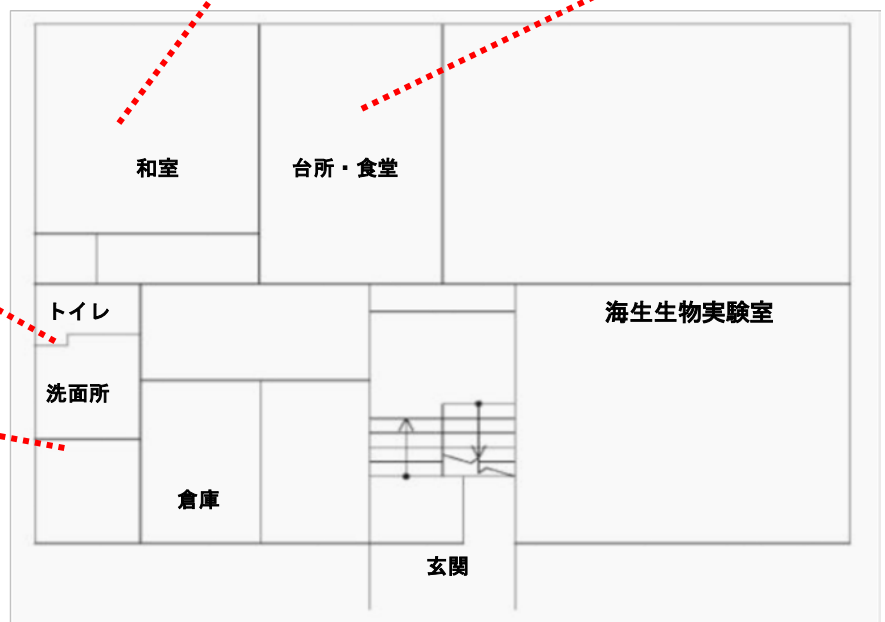 和室
台所・食堂
トイレ
海生生物実験室
洗面所
倉庫
玄関